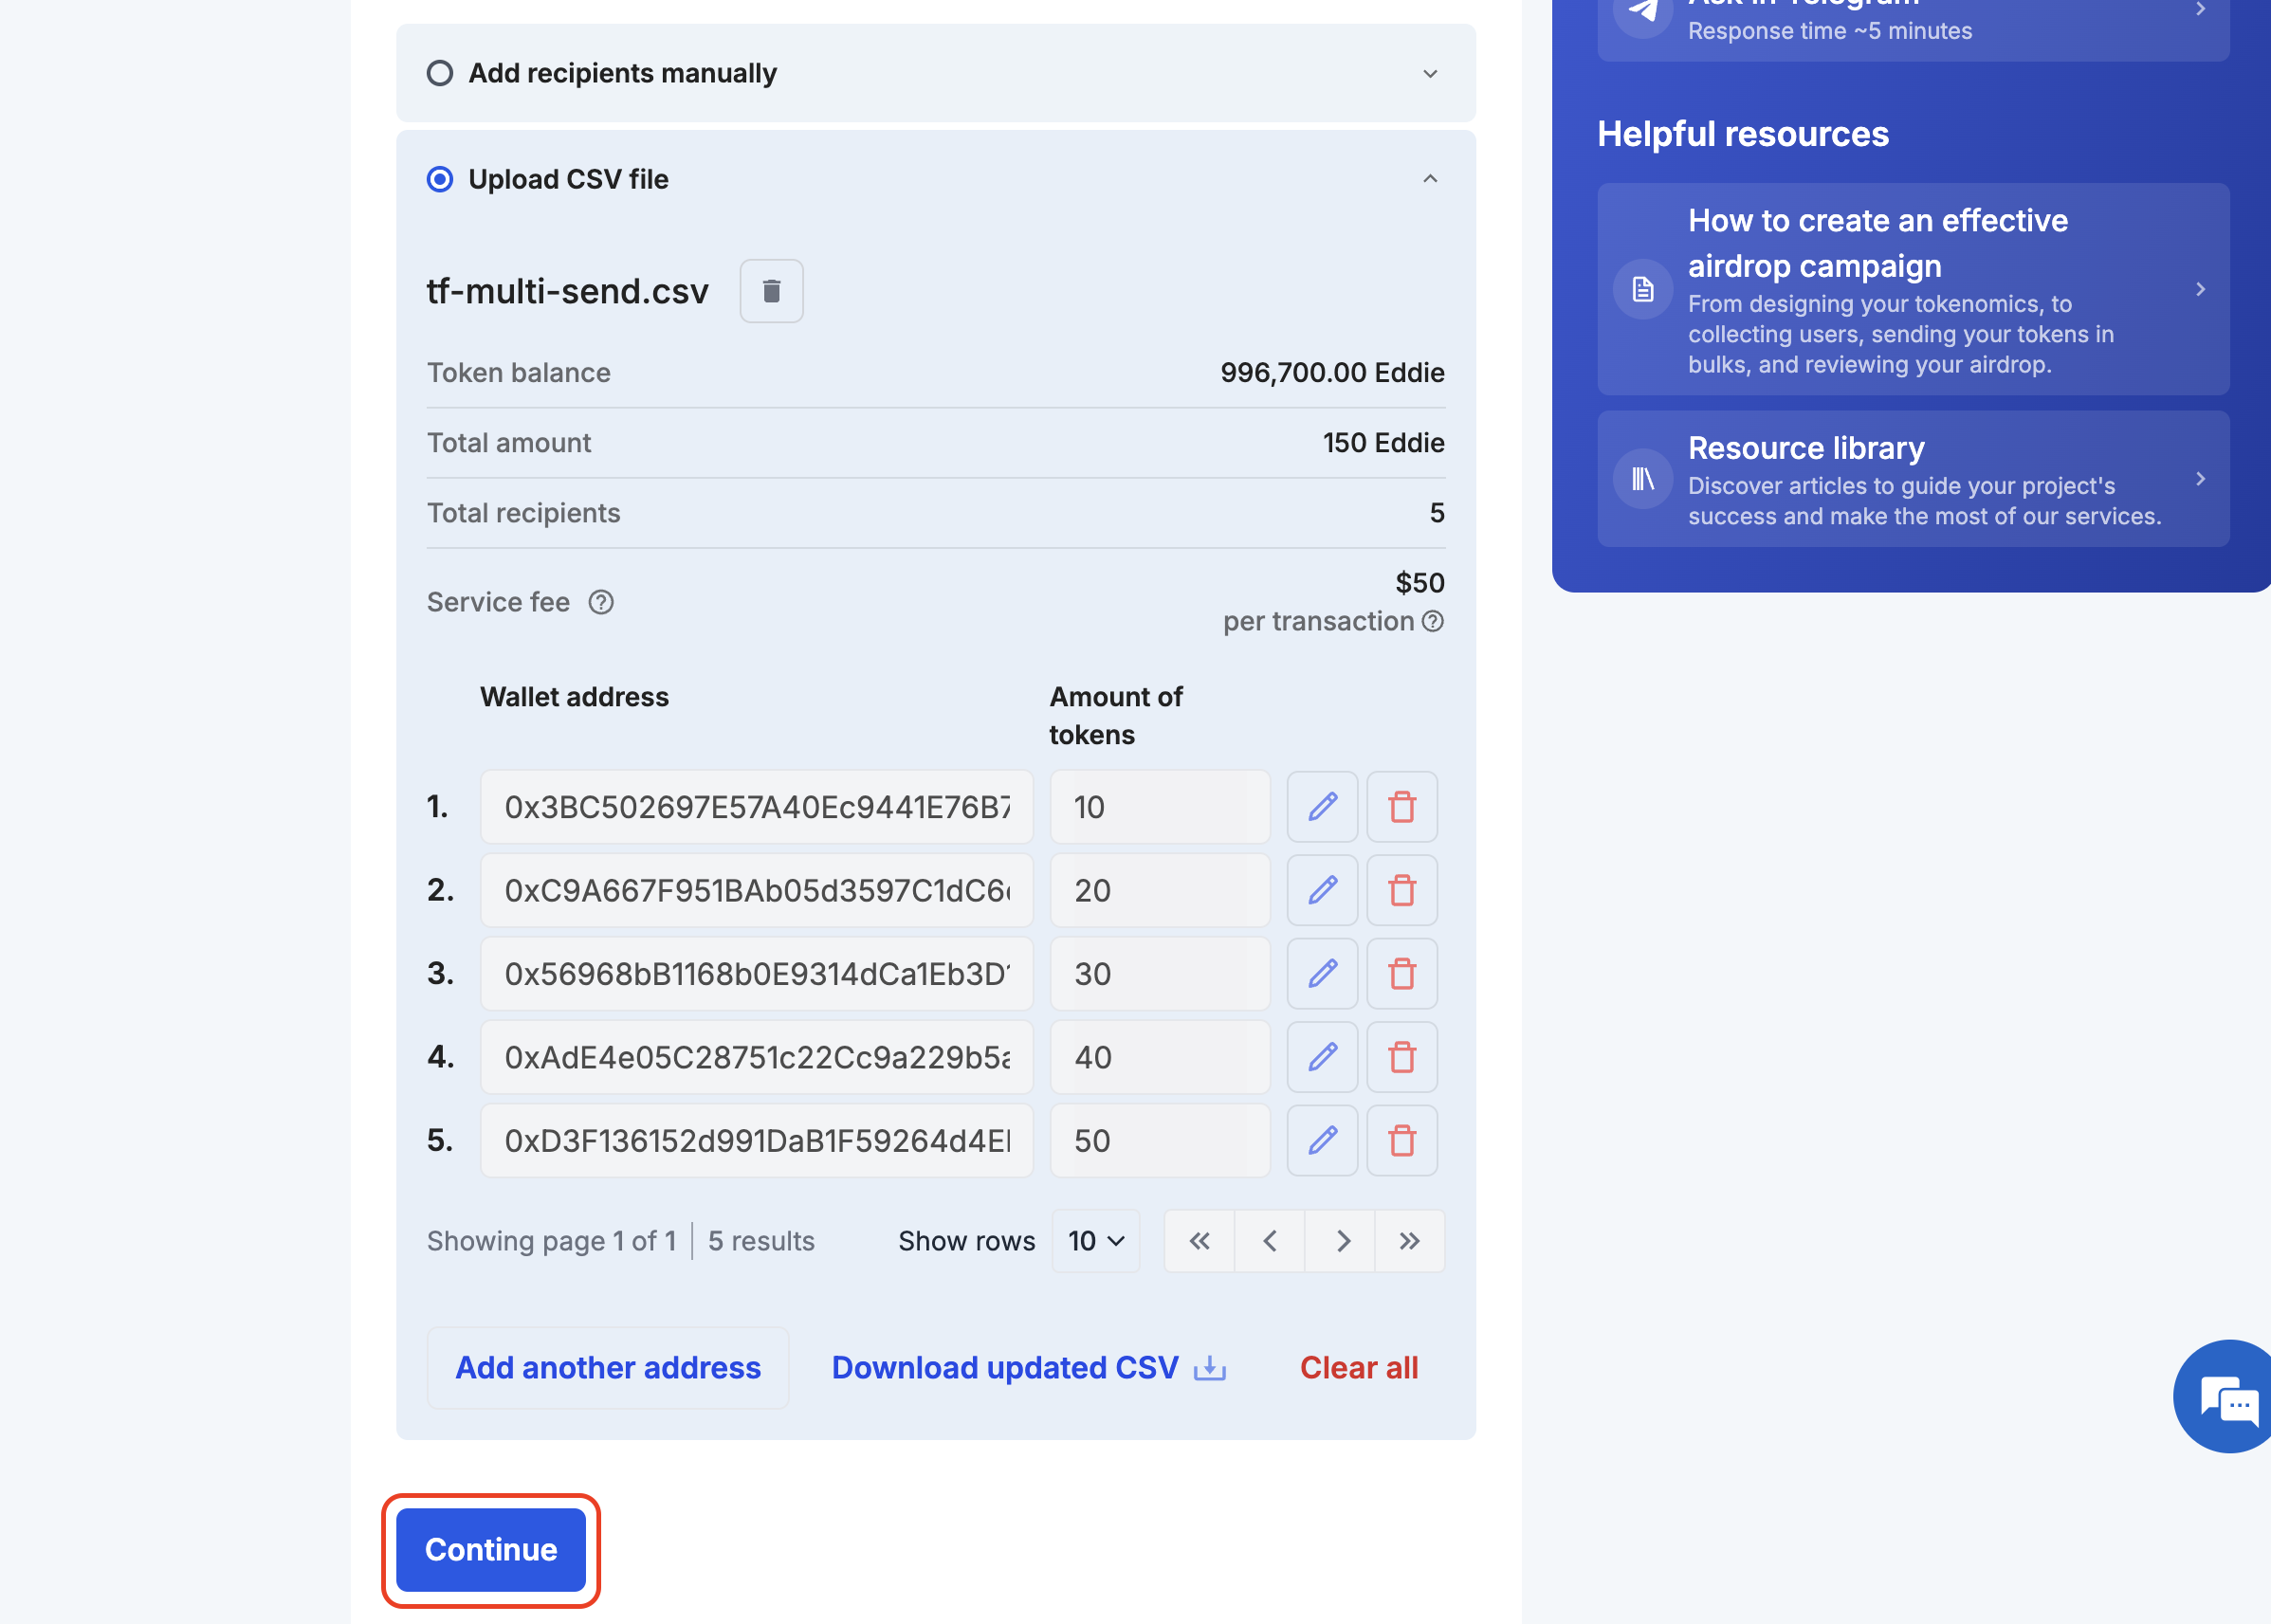 Add recipients manually
Upload CSV file
tf-multi-send.csv
Token balance 996,700.00 Eddie
Total amount 150 Eddie
Total recipients 5
Service fee ? $50
per transaction ?
Wallet address Amount of
tokens
1. 0x3BC502697E57A40Ec9441E76B7 10
2. 0xC9A667F951BAb05d3597C1dC6 20
3. 0x56968bB1168b0E9314dCa1Eb3D 30
4. 0xAdE4e05C28751c22Cc9a229b5a 40
5. 0xD3F136152d991DaB1F59264d4E 50
Showing page 1 of 1 | 5 results Show rows 10
Add another address Download updated CSV Clear all
Continue
Ask in Telegram
Response time ~5 minutes
Helpful resources
How to create an effective
airdrop campaign
From designing your tokenomics, to
collecting users, sending your tokens in
bulks, and reviewing your airdrop.
Resource library
Discover articles to guide your project's
success and make the most of our services.